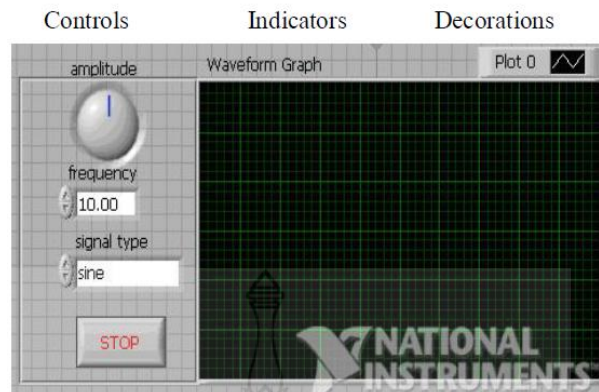 Controls Indicators Decorations
amplitude Waveform Graph Plot 0
frequency
10.00
signal type
sine
STOP
NATIONAL
INSTRUMENTS